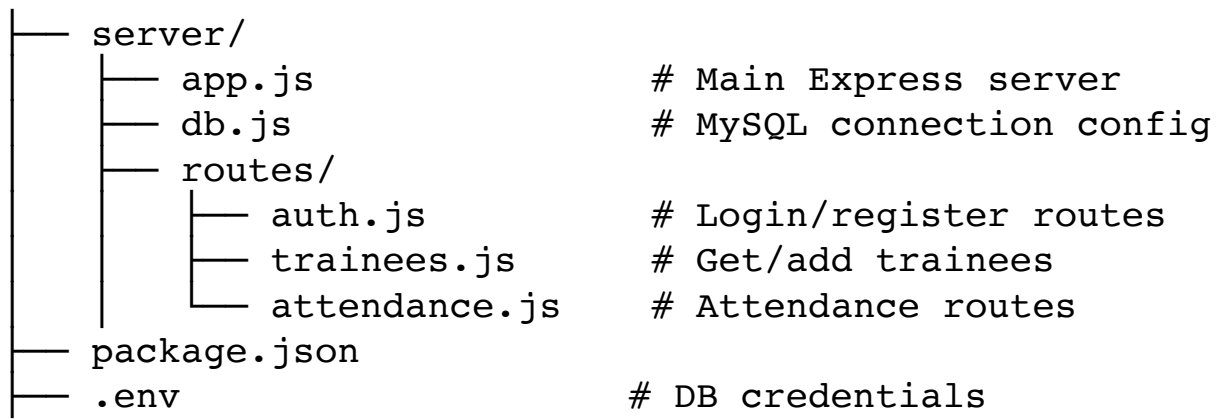 ├── server/
│   ├── app.js                # Main Express server
│   ├── db.js                 # MySQL connection config
│   ├── routes/
│   │   ├── auth.js           # Login/register routes
│   │   ├── trainees.js       # Get/add trainees
│   │   └── attendance.js     # Attendance routes
├── package.json
├── .env                     # DB credentials